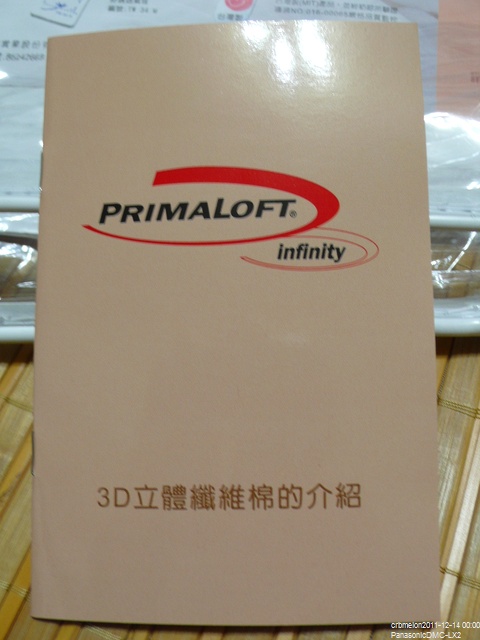 PRIMALOFT®
infinity
3D立體纖維棉的介紹
crbmelon2011-12-14 00:00
PanasonicDMC-LX2